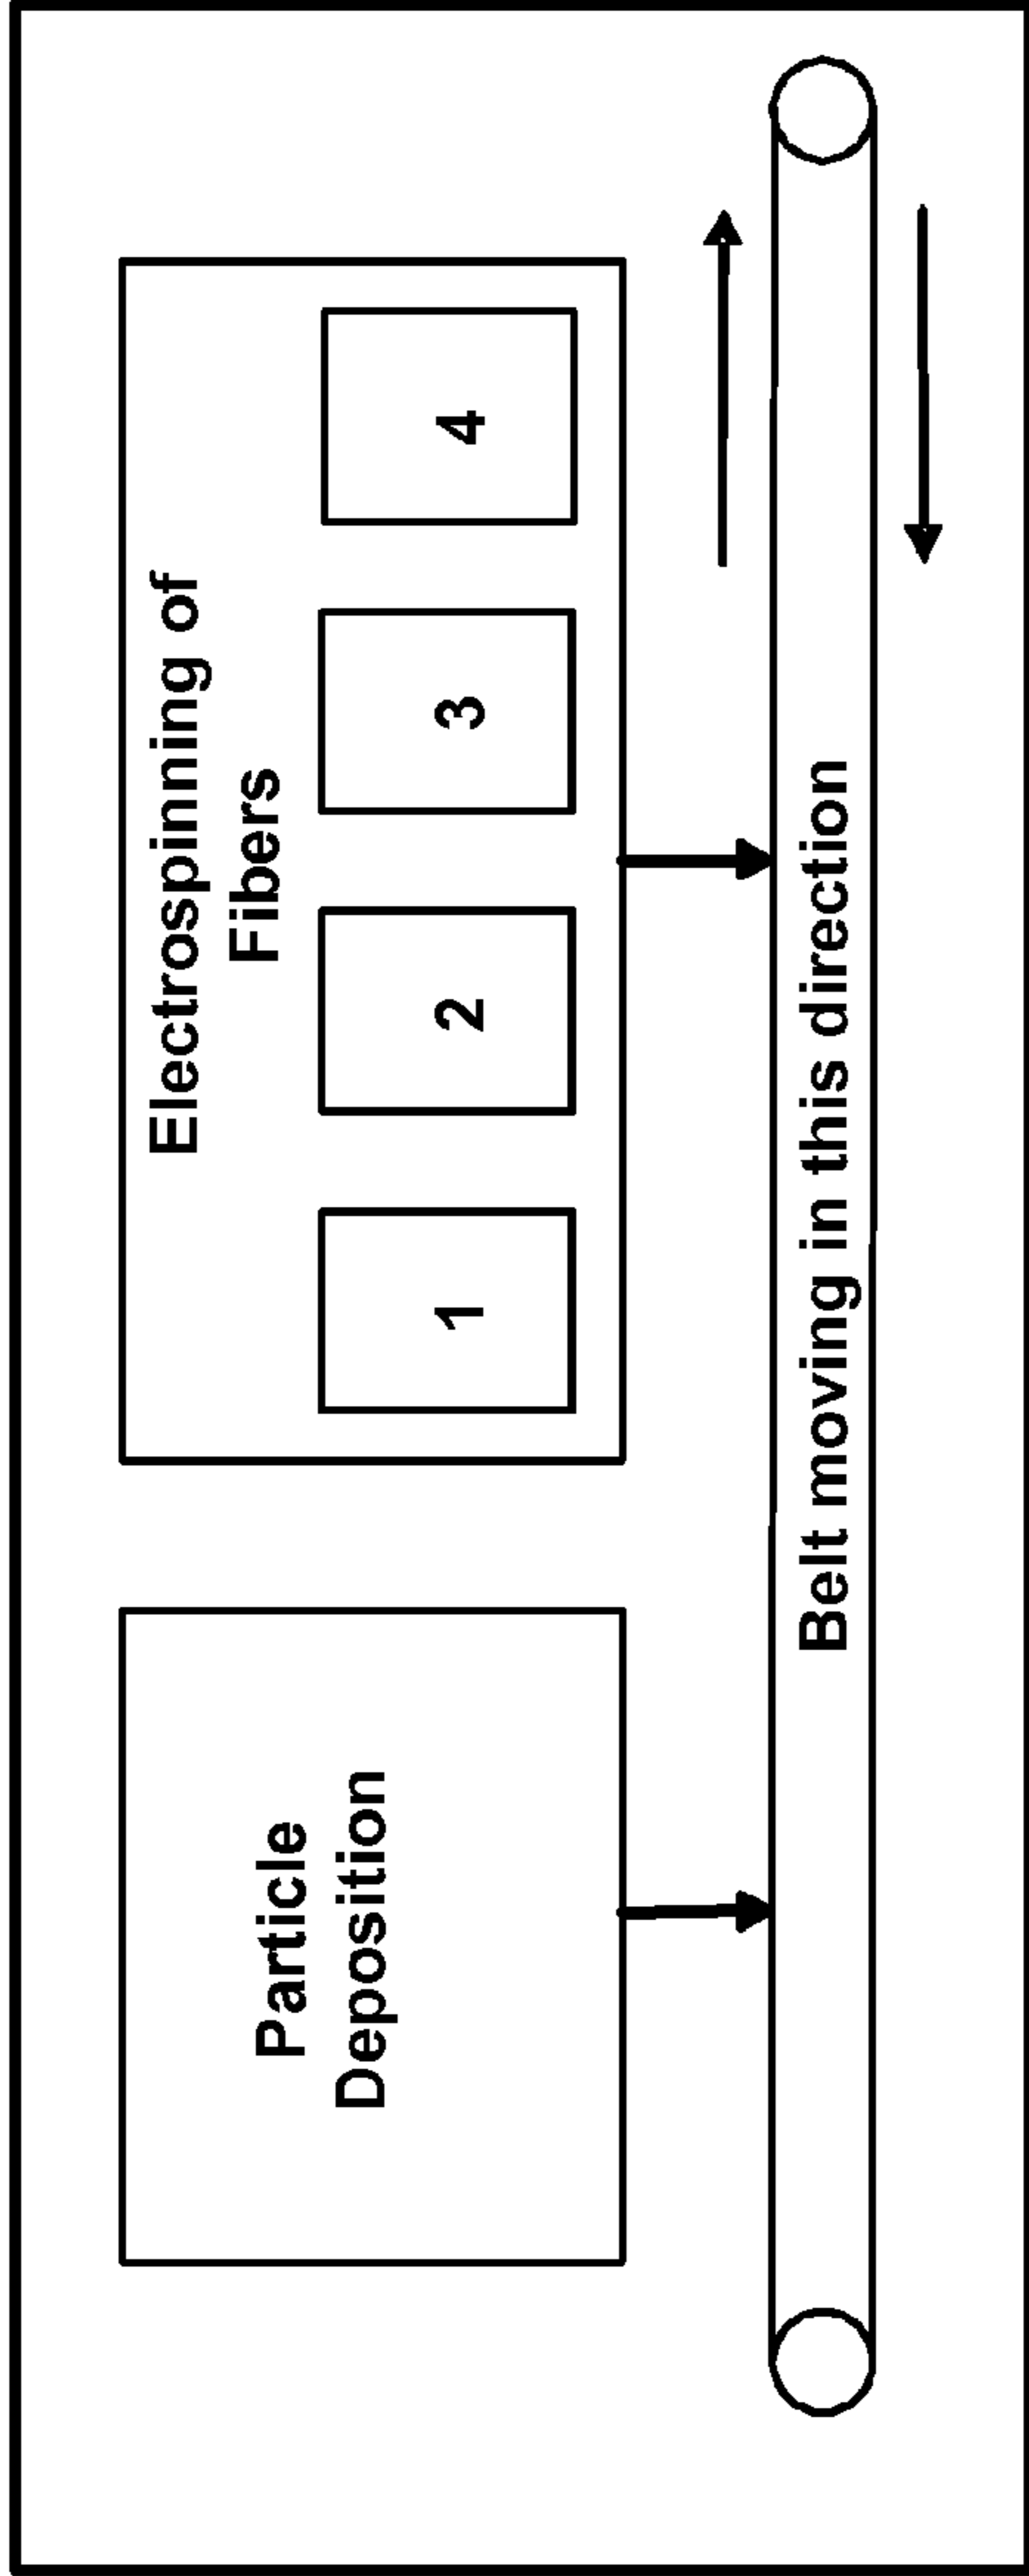 Particle
Deposition
Electrospinning of
Fibers
1
2
3
4
Belt moving in this direction